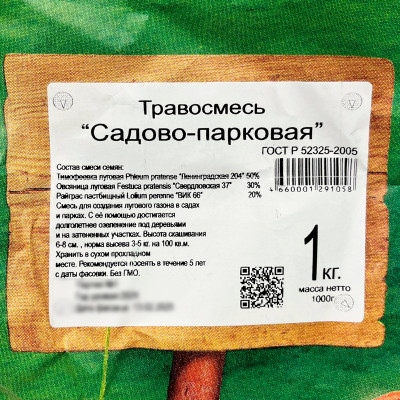 Травосмесь
“Садово-парковая”
ГОСТ Р 52325-2005
Состав смеси семян:
Тимофеевка луговая Phleum pratense "Ленинградская 204" 50%
Овсяница луговая Festuca pratensis "Свердловская 37" 30%
Райграс пастбищный Lolium perenne "ВИК 66" 20%
Смесь для создания лугового газона в садах
и парках. С её помощью достигается
долголетнее озеленение под деревьями
и на затененных участках. Высота скашивания
6-8 см. , норма высева 3-5 кг. на 100 кв.м.
Хранить в сухом прохладном
месте. Рекомендуется посеять в течение 5 лет
с даты фасовки. Без ГМО.
4660001291058
1кг.
масса нетто
1000г.